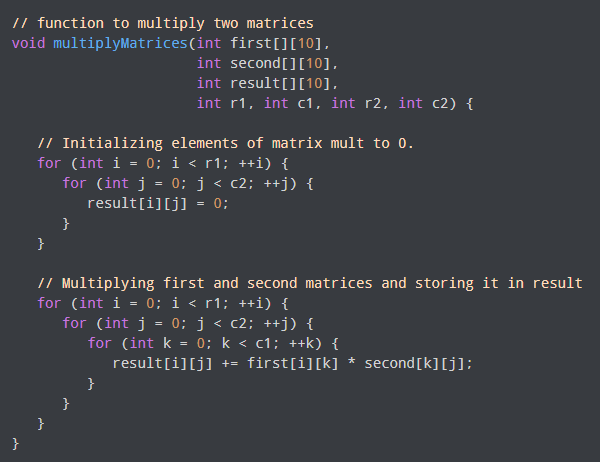 // function to multiply two matrices
void multiplyMatrices(int first[][10],
                      int second[][10],
                      int result[][10],
                      int r1, int c1, int r2, int c2) {

   // Initializing elements of matrix mult to 0.
   for (int i = 0; i < r1; ++i) {
      for (int j = 0; j < c2; ++j) {
         result[i][j] = 0;
      }
   }

   // Multiplying first and second matrices and storing it in result
   for (int i = 0; i < r1; ++i) {
      for (int j = 0; j < c2; ++j) {
         for (int k = 0; k < c1; ++k) {
            result[i][j] += first[i][k] * second[k][j];
         }
      }
   }
}